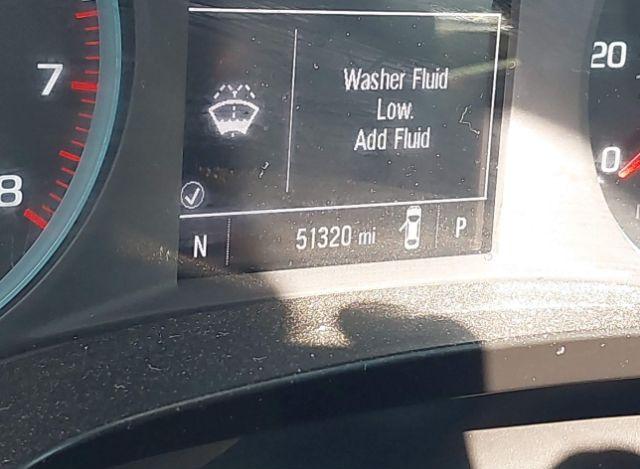 7
8
Washer Fluid
Low.
Add Fluid
N 51320 mi P
20
0